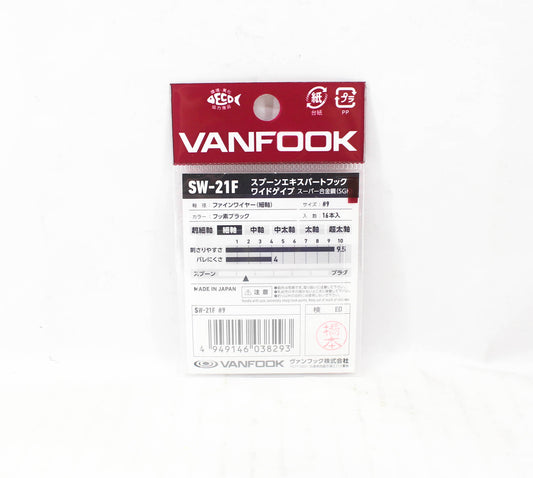 ECO
紙
台紙
プラ
PP
VANFOOK
SW-21F スプーンエキスパートフック
ワイドゲイプ スーパー合金鋼(SGK
軸 径 ファインワイヤー(細軸) サイズ #9
カラー フッ素ブラック 入 数 16本入
超細軸 細軸 中軸 中太軸 太軸 超太軸
1 2 3 4 5 6 7 8 9 10
刺さりやすさ 9.5
バレにくさ 4
スプーン プラグ
MADE IN JAPAN
注 意
SW-21F #9
検 EO
橋本
4 949146 038293
VANFOOK
ヴァンフック株式会社